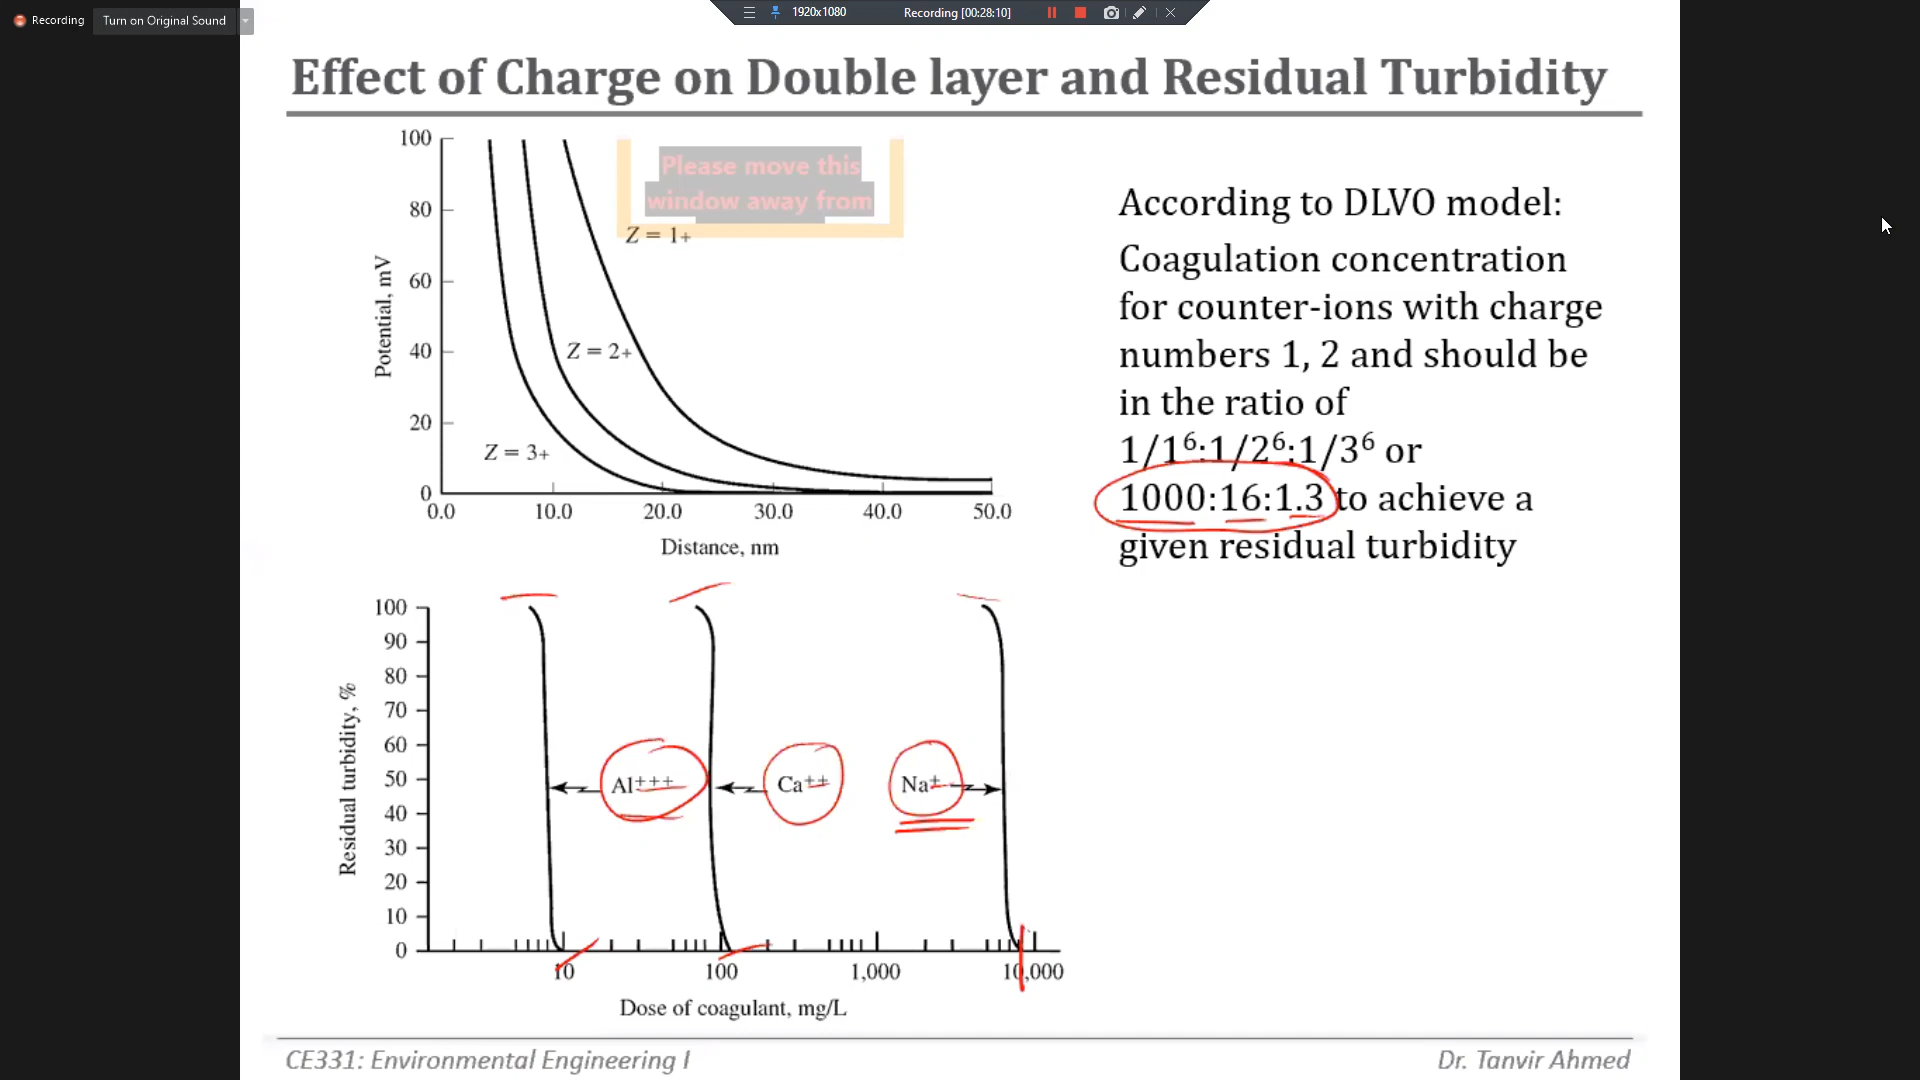 Recording
Turn on Original Sound
1920x1080
Recording [00:28:10]
Effect of Charge on Double layer and Residual Turbidity
100
80
60
40
20
0
Potential, mV
Please move this
window away from
Z = 1+
Z = 2+
Z = 3+
0.0 10.0 20.0 30.0 40.0 50.0
Distance, nm
According to DLVO model:
Coagulation concentration
for counter-ions with charge
numbers 1, 2 and should be
in the ratio of
1/1⁶:1/2⁶:1/3⁶ or
1000:16:1.3 to achieve a
given residual turbidity
100
90
80
70
60
50
40
30
20
10
0
Residual turbidity, %
Al+++
Ca++
Na+
10 100 1,000 10,000
Dose of coagulant, mg/L
CE331: Environmental Engineering I
Dr. Tanvir Ahmed